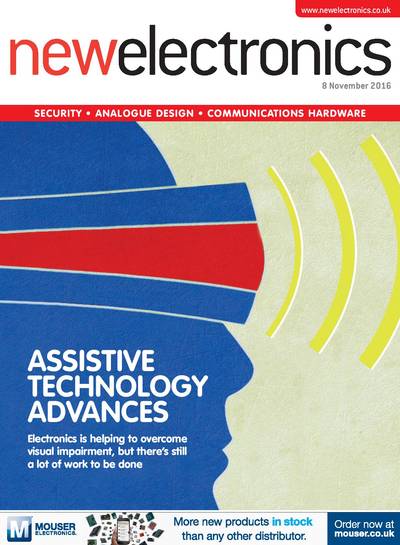 www.newelectronics.co.uk
newelectronics
8 November 2016
SECURITY • ANALOGUE DESIGN • COMMUNICATIONS HARDWARE
ASSISTIVE
TECHNOLOGY
ADVANCES
Electronics is helping to overcome
visual impairment, but there's still
a lot of work to be done
M MOUSER
ELECTRONICS.
More new products in stock
than any other distributor.
Order now at
mouser.co.uk